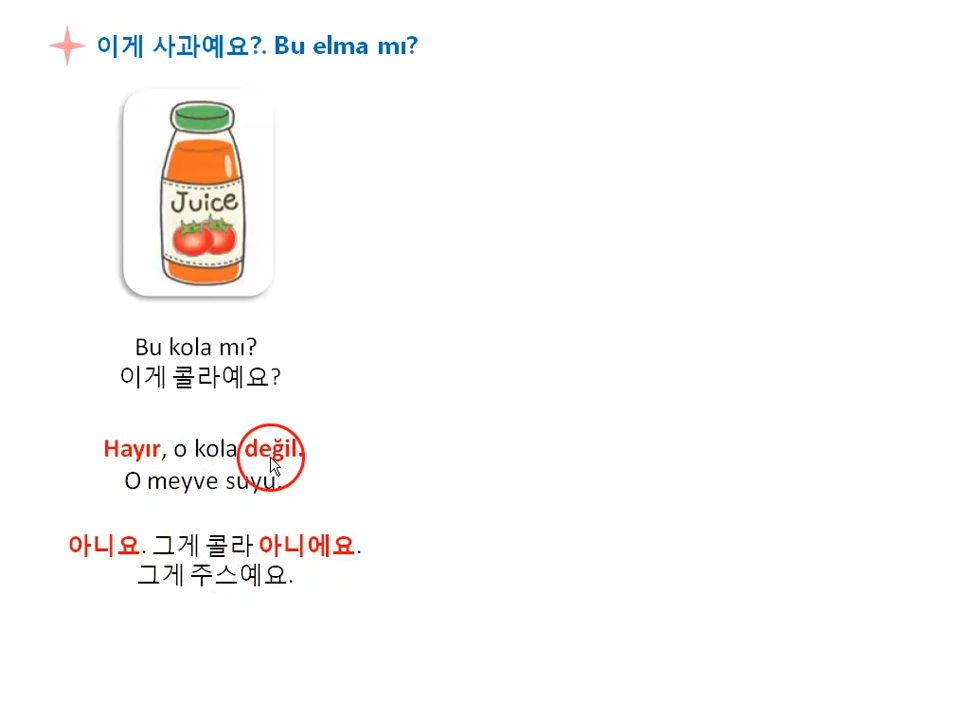 이게 사과예요?. Bu elma mı?
Juice
Bu kola mı?
이게 콜라예요?
Hayır, o kola değil.
O meyve suyu.
아니요. 그게 콜라 아니에요.
그게 주스예요.